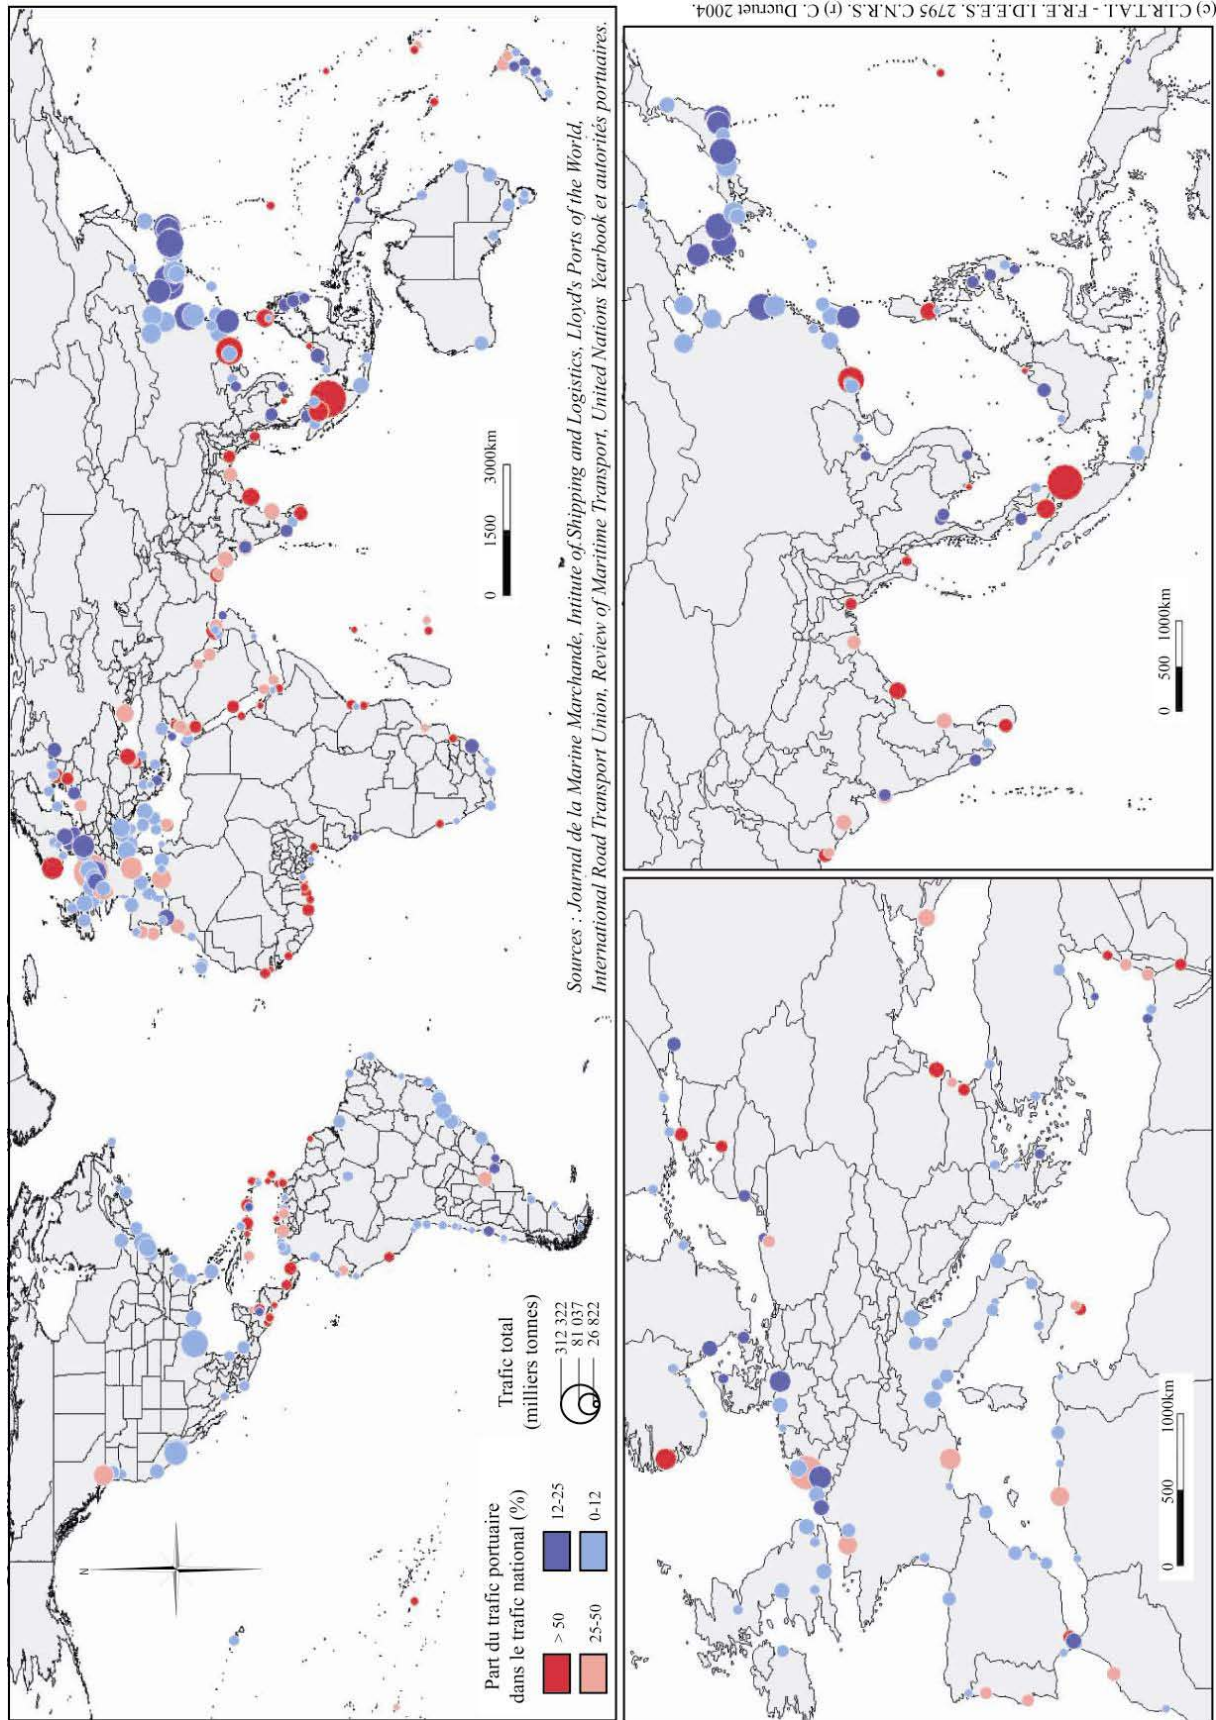 N
Part du trafic portuaire
dans le trafic national (%)
> 50
12-25
25-50
0-12
Trafic total
(milliers tonnes)
312 322
81 037
26 822
0
1500
3000km
Sources : Journal de la Marine Marchande, Intitute of Shipping and Logistics, Lloyd's Ports of the World,
International Road Transport Union, Review of Maritime Transport, United Nations Yearbook et autorités portuaires.
0
500
1000km
0
500
1000km
(c) C.I.R.T.A.I. - F.R.E. I.D.E.E.S. 2795 C.N.R.S. (r) C. Ducruet 2004.